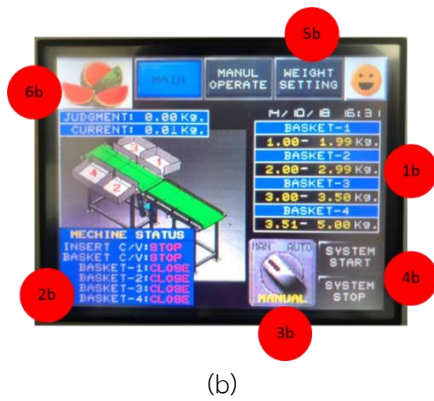 5b
6b
MAIN
MANUL OPERATE
WEIGHT SETTING
JUDGMENT: 0.00 Kg.
CURRENT: 0.01 Kg.
14/10/18 16:31
BASKET-1
1.00- 1.99 Kg.
BASKET-2
2.00- 2.99 Kg.
BASKET-3
3.00- 3.50 Kg.
BASKET-4
3.51- 5.00 Kg.
1b
MECHINE STATUS
INSERT C/V:STOP
BASKET C/V:STOP
BASKET-1:CLOSE
BASKET-2:CLOSE
BASKET-3:CLOSE
BASKET-4:CLOSE
2b
MAN AUTO
MANUAL
3b
SYSTEM START
SYSTEM STOP
4b
(b)